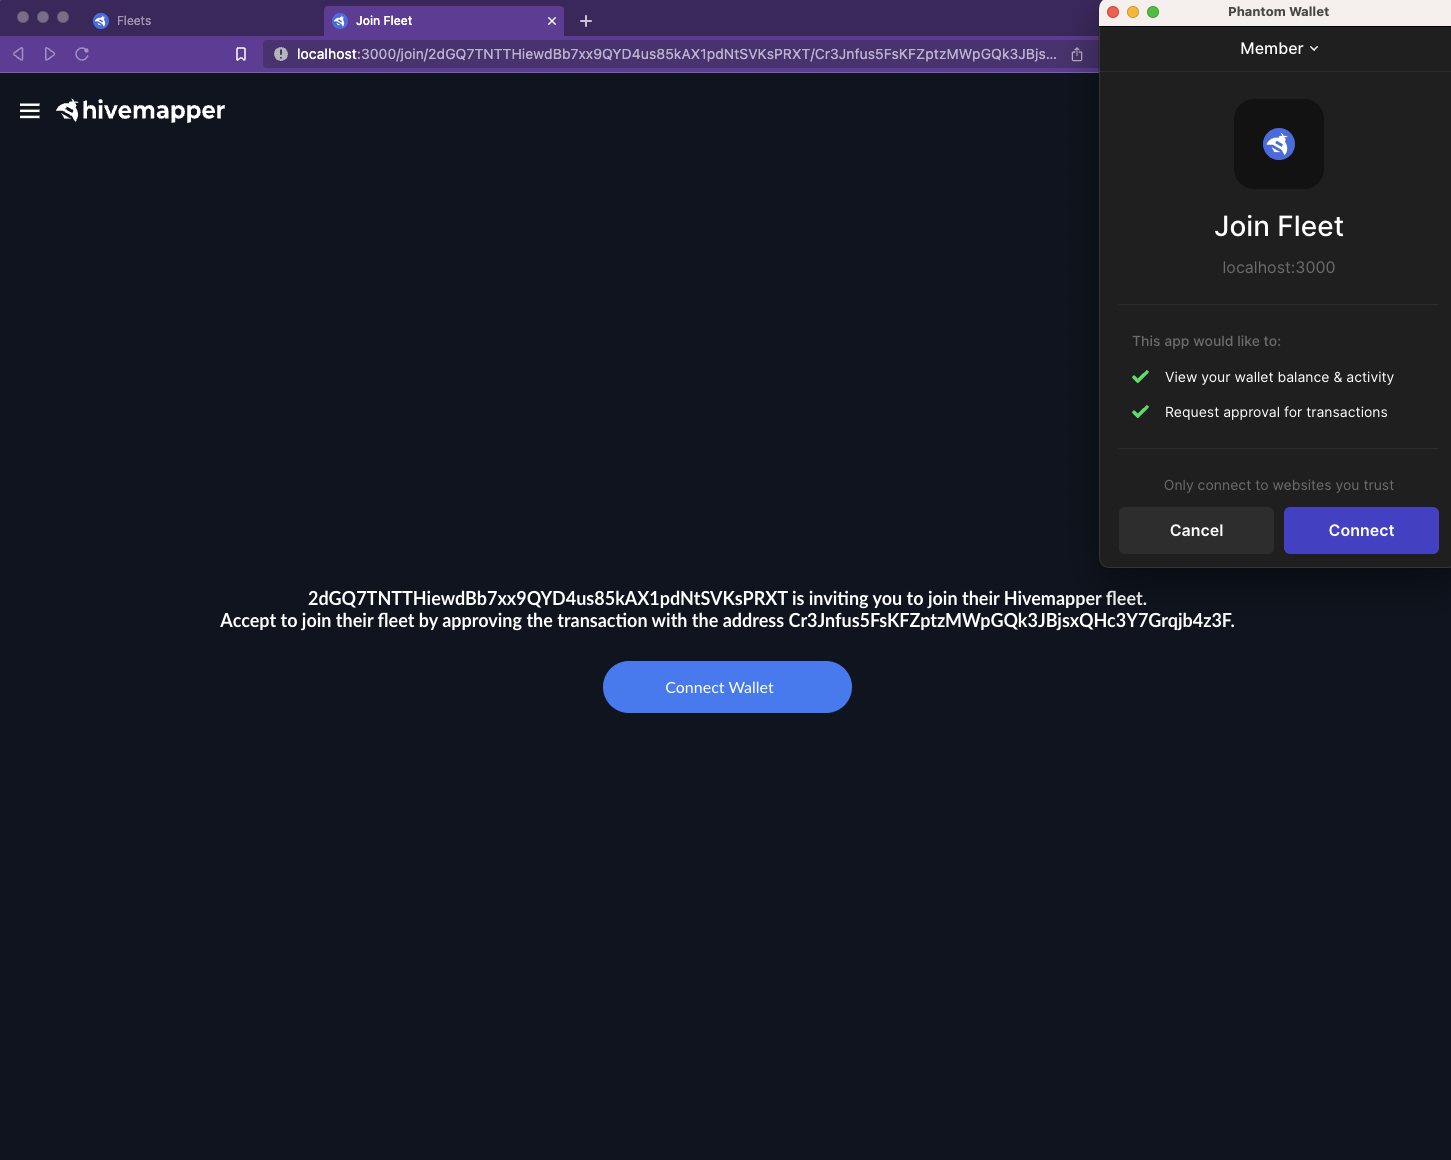 Fleets
Join Fleet
localhost:3000/join/2dGQ7TNTTHiewdBb7xx9QYD4us85kAX1pdNtSVKsPRXT/Cr3Jnfus5FsKFZptzMWpGQk3JBjs...
hivemapper
2dGQ7TNTTHiewdBb7xx9QYD4us85kAX1pdNtSVKsPRXT is inviting you to join their Hivemapper fleet.
Accept to join their fleet by approving the transaction with the address Cr3Jnfus5FsKFZptzMWpGQk3JBjsxQHc3Y7Grqjb4z3F.
Connect Wallet
Phantom Wallet
Member
Join Fleet
localhost:3000
This app would like to:
View your wallet balance & activity
Request approval for transactions
Only connect to websites you trust
Cancel
Connect